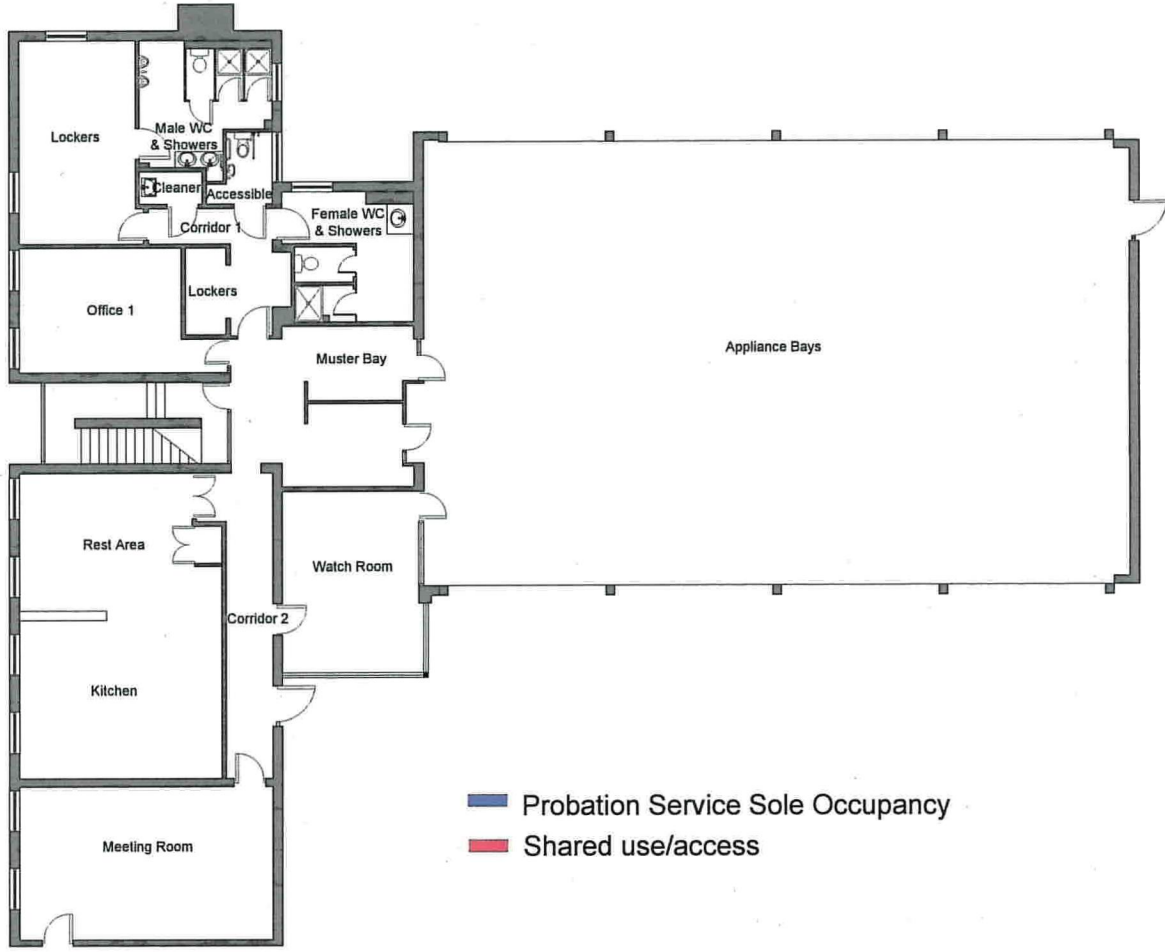 Lockers
Male WC
& Showers
Cleaner
Accessible
Corridor 1
Female WC
& Showers
Lockers
Office 1
Muster Bay
Appliance Bays
Rest Area
Watch Room
Corridor 2
Kitchen
Meeting Room
Probation Service Sole Occupancy
Shared use/access